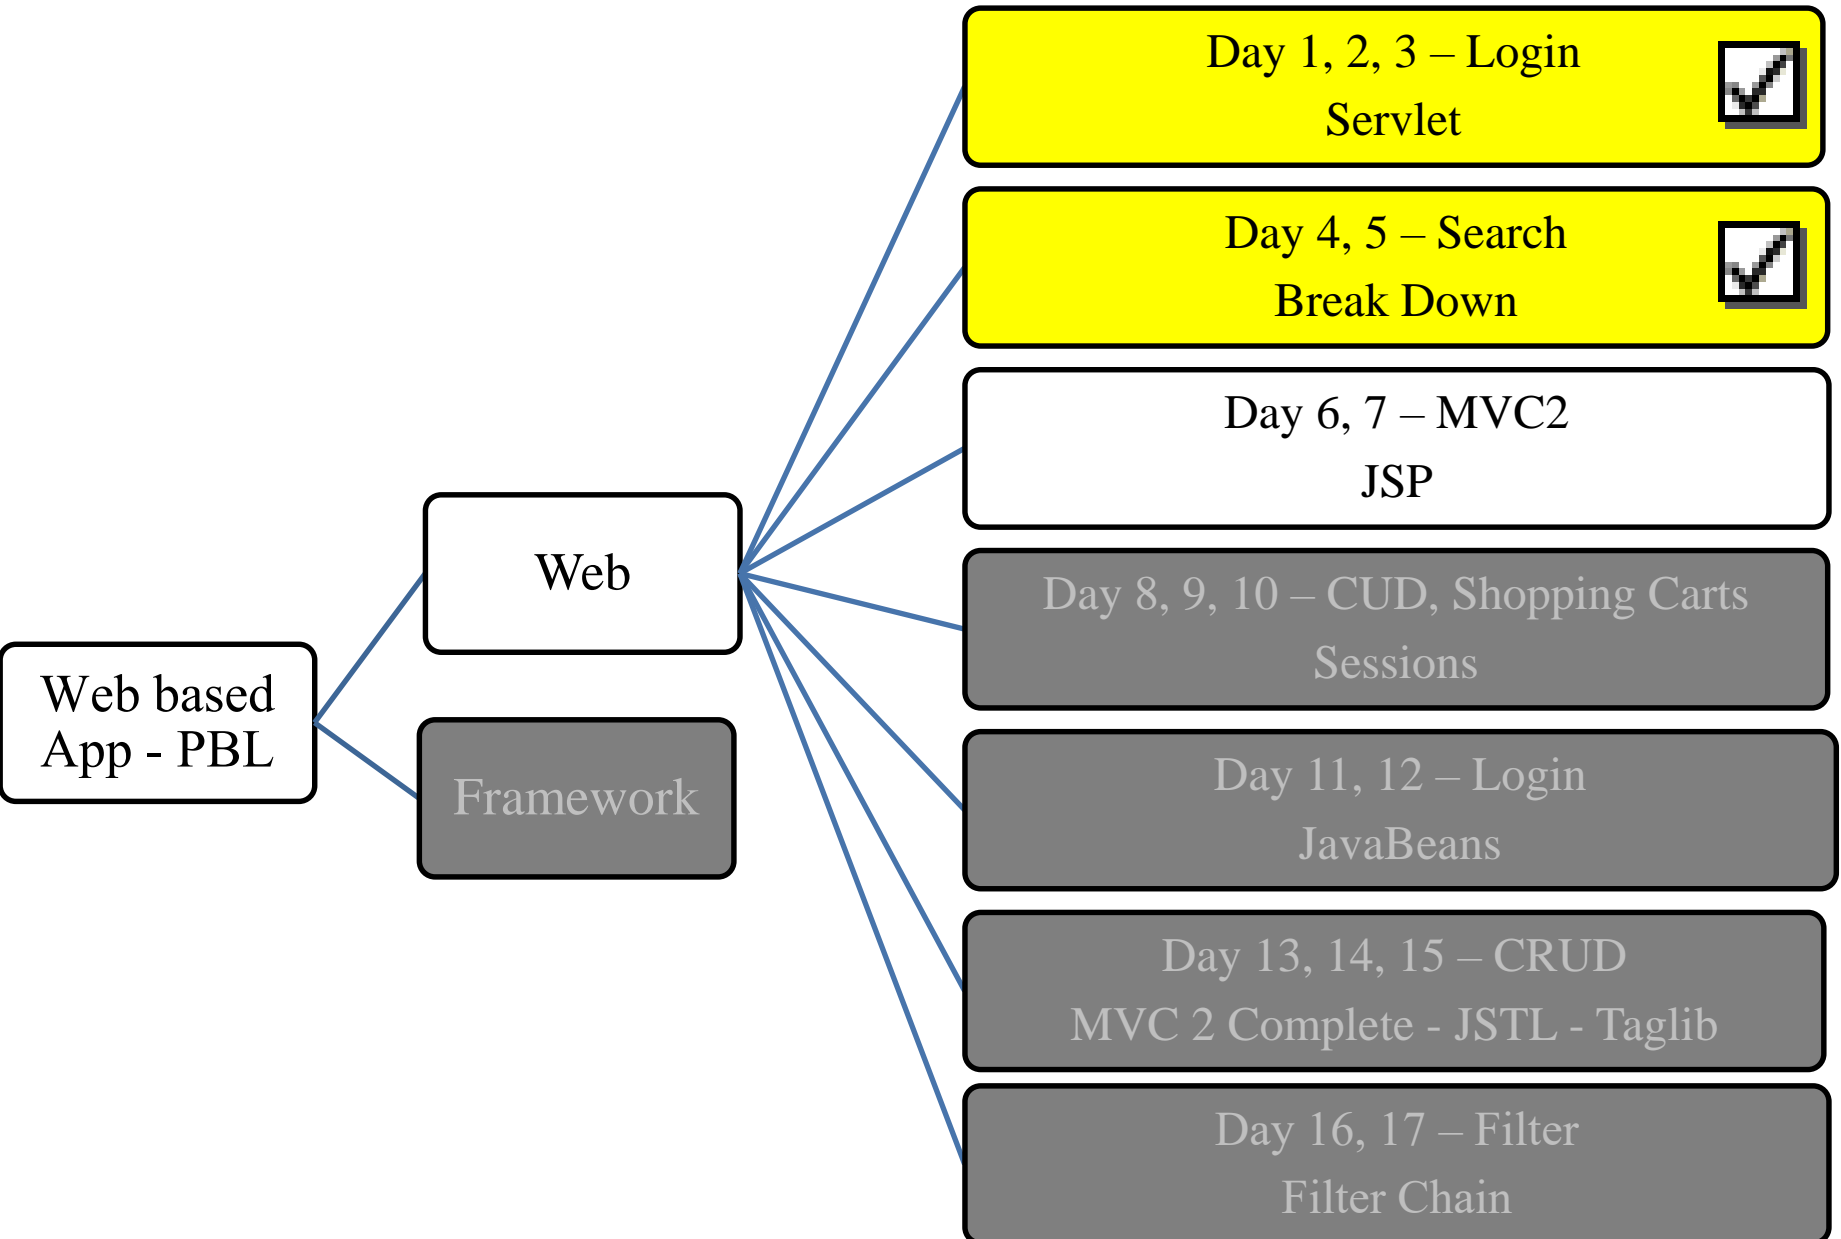 Web based
App - PBL
Web
Framework
Day 1, 2, 3 – Login
Servlet
Day 4, 5 – Search
Break Down
Day 6, 7 – MVC2
JSP
Day 8, 9, 10 – CUD, Shopping Carts
Sessions
Day 11, 12 – Login
JavaBeans
Day 13, 14, 15 – CRUD
MVC 2 Complete - JSTL - Taglib
Day 16, 17 – Filter
Filter Chain